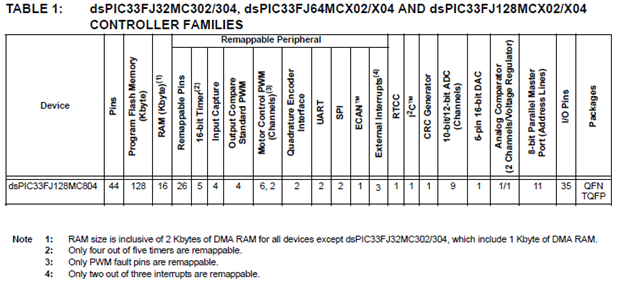 TABLE 1: dsPIC33FJ32MC302/304, dsPIC33FJ64MCX02/X04 AND dsPIC33FJ128MCX02/X04
CONTROLLER FAMILIES
Device
Pins
Program Flash Memory
(Kbyte)
RAM (Kbyte)(1)
Remappable Peripheral
Remappable Pins
16-bit Timer(2)
Input Capture
Output Compare
Standard PWM
Motor Control PWM
(Channels)(3)
Quadrature Encoder
Interface
UART
SPI
ECAN™
External Interrupts(4)
RTCC
I2C™
CRC Generator
10-bit/12-bit ADC
(Channels)
6-pin 16-bit DAC
Analog Comparator
(2 Channels/Voltage Regulator)
8-bit Parallel Master
Port (Address Lines)
I/O Pins
Packages
dsPIC33FJ128MC804 44 128 16 26 5 4 4 6, 2 2 2 2 1 3 1 1 1 9 1 1/1 11 35 QFN
TQFP
Note 1: RAM size is inclusive of 2 Kbytes of DMA RAM for all devices except dsPIC33FJ32MC302/304, which include 1 Kbyte of DMA RAM.
2: Only four out of five timers are remappable.
3: Only PWM fault pins are remappable.
4: Only two out of three interrupts are remappable.